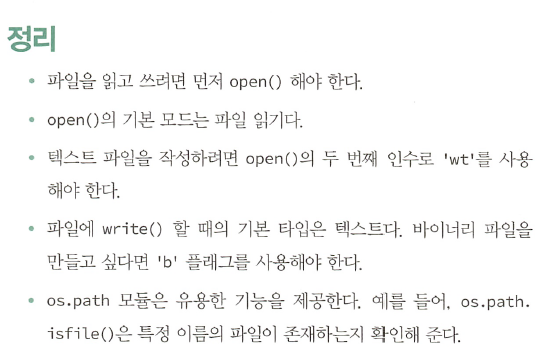 정리
• 파일을 읽고 쓰려면 먼저 open() 해야 한다.
• open()의 기본 모드는 파일 읽기다.
• 텍스트 파일을 작성하려면 open()의 두 번째 인수로 'wt'를 사용
해야 한다.
• 파일에 write() 할 때의 기본 타입은 텍스트다. 바이너리 파일을
만들고 싶다면 'b' 플래그를 사용해야 한다.
• os.path 모듈은 유용한 기능을 제공한다. 예를 들어, os.path.
isfile()은 특정 이름의 파일이 존재하는지 확인해 준다.